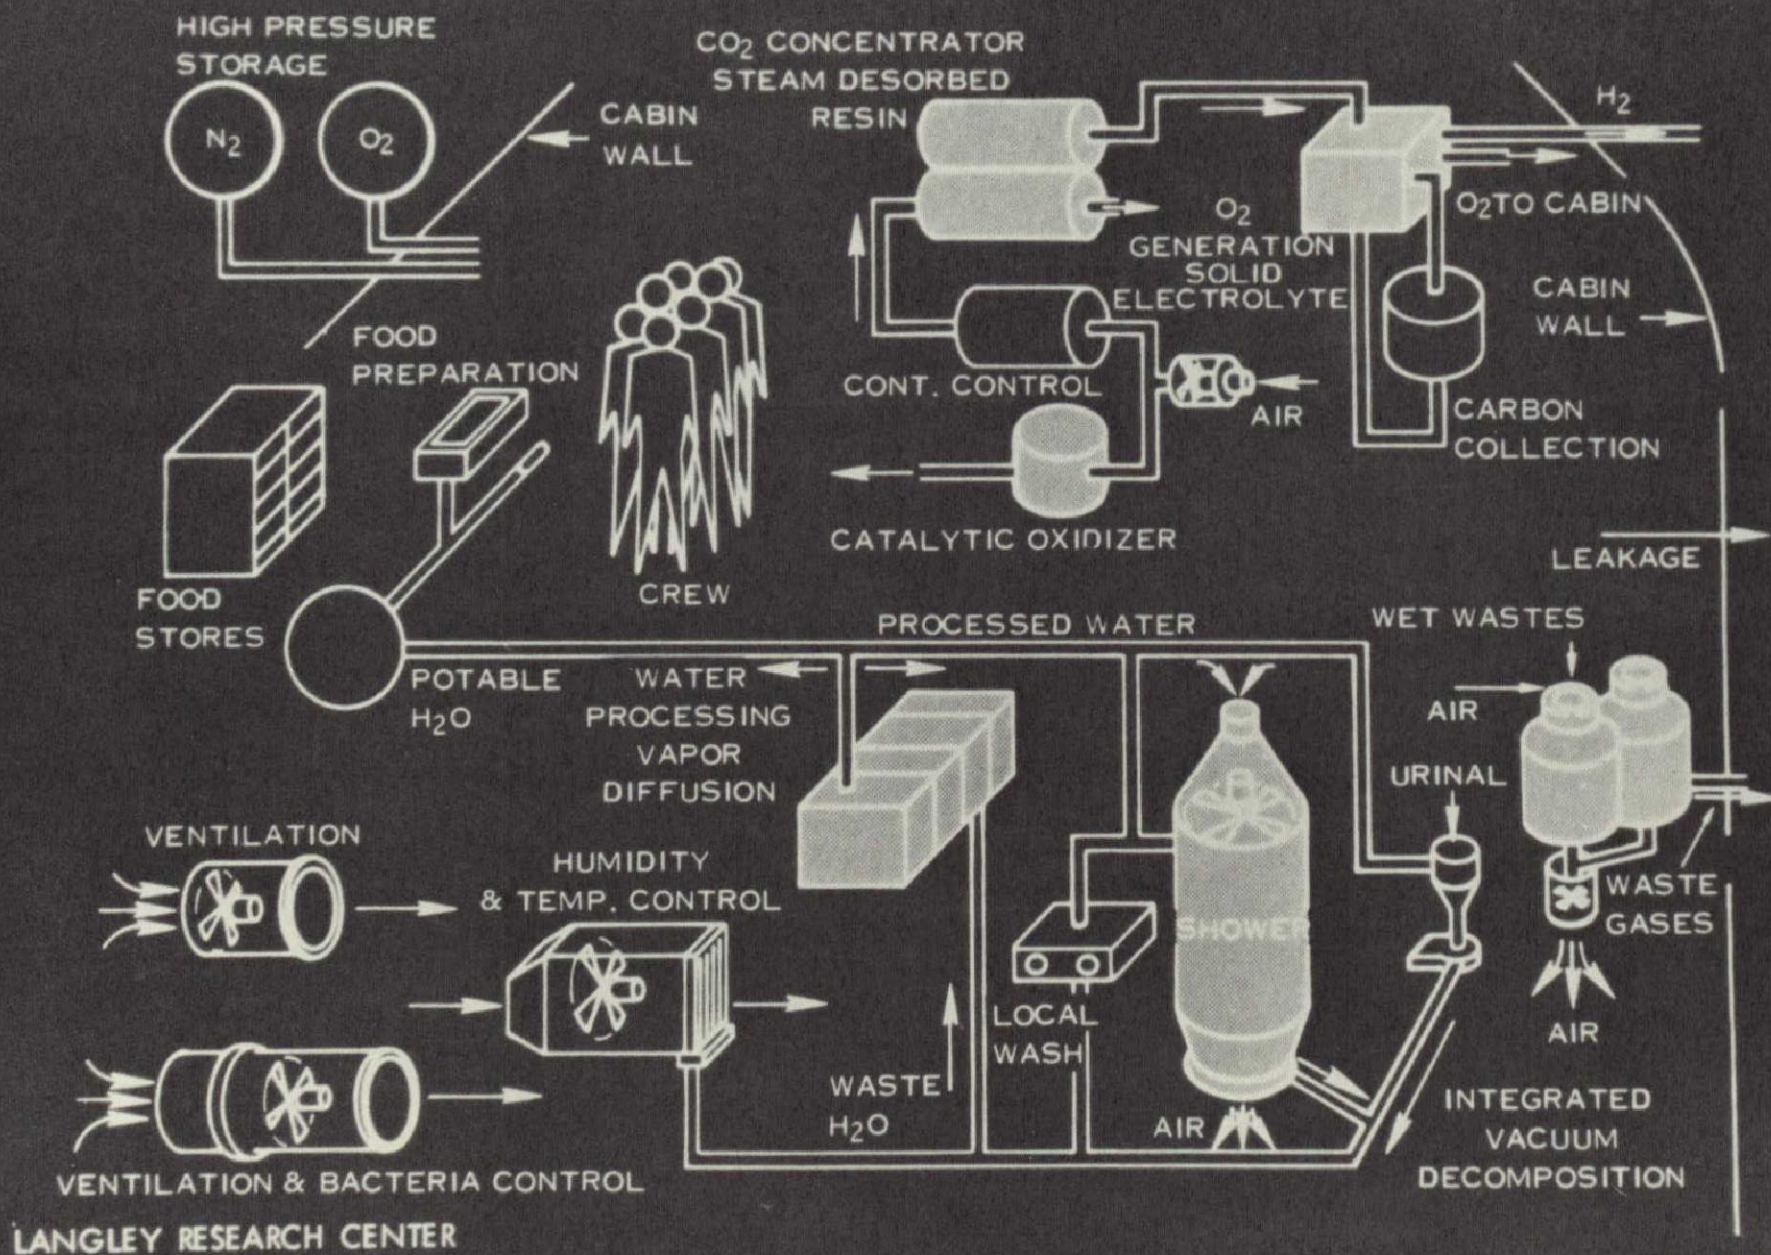 HIGH PRESSURE
STORAGE
N2
O2
CABIN
WALL
CO2 CONCENTRATOR
STEAM DESORBED
RESIN
H2
O2 TO CABIN
O2
GENERATION
SOLID
ELECTROLYTE
CABIN
WALL
CONT. CONTROL
AIR
CARBON
COLLECTION
CATALYTIC OXIDIZER
LEAKAGE
FOOD
PREPARATION
FOOD
STORES
CREW
PROCESSED WATER
WET WASTES
POTABLE
H2O
WATER
PROCESSING
VAPOR
DIFFUSION
AIR
URINAL
VENTILATION
HUMIDITY
& TEMP. CONTROL
SHOWER
WASTE
GASES
LOCAL
WASH
AIR
WASTE
H2O
AIR
INTEGRATED
VACUUM
DECOMPOSITION
VENTILATION & BACTERIA CONTROL
LANGLEY RESEARCH CENTER